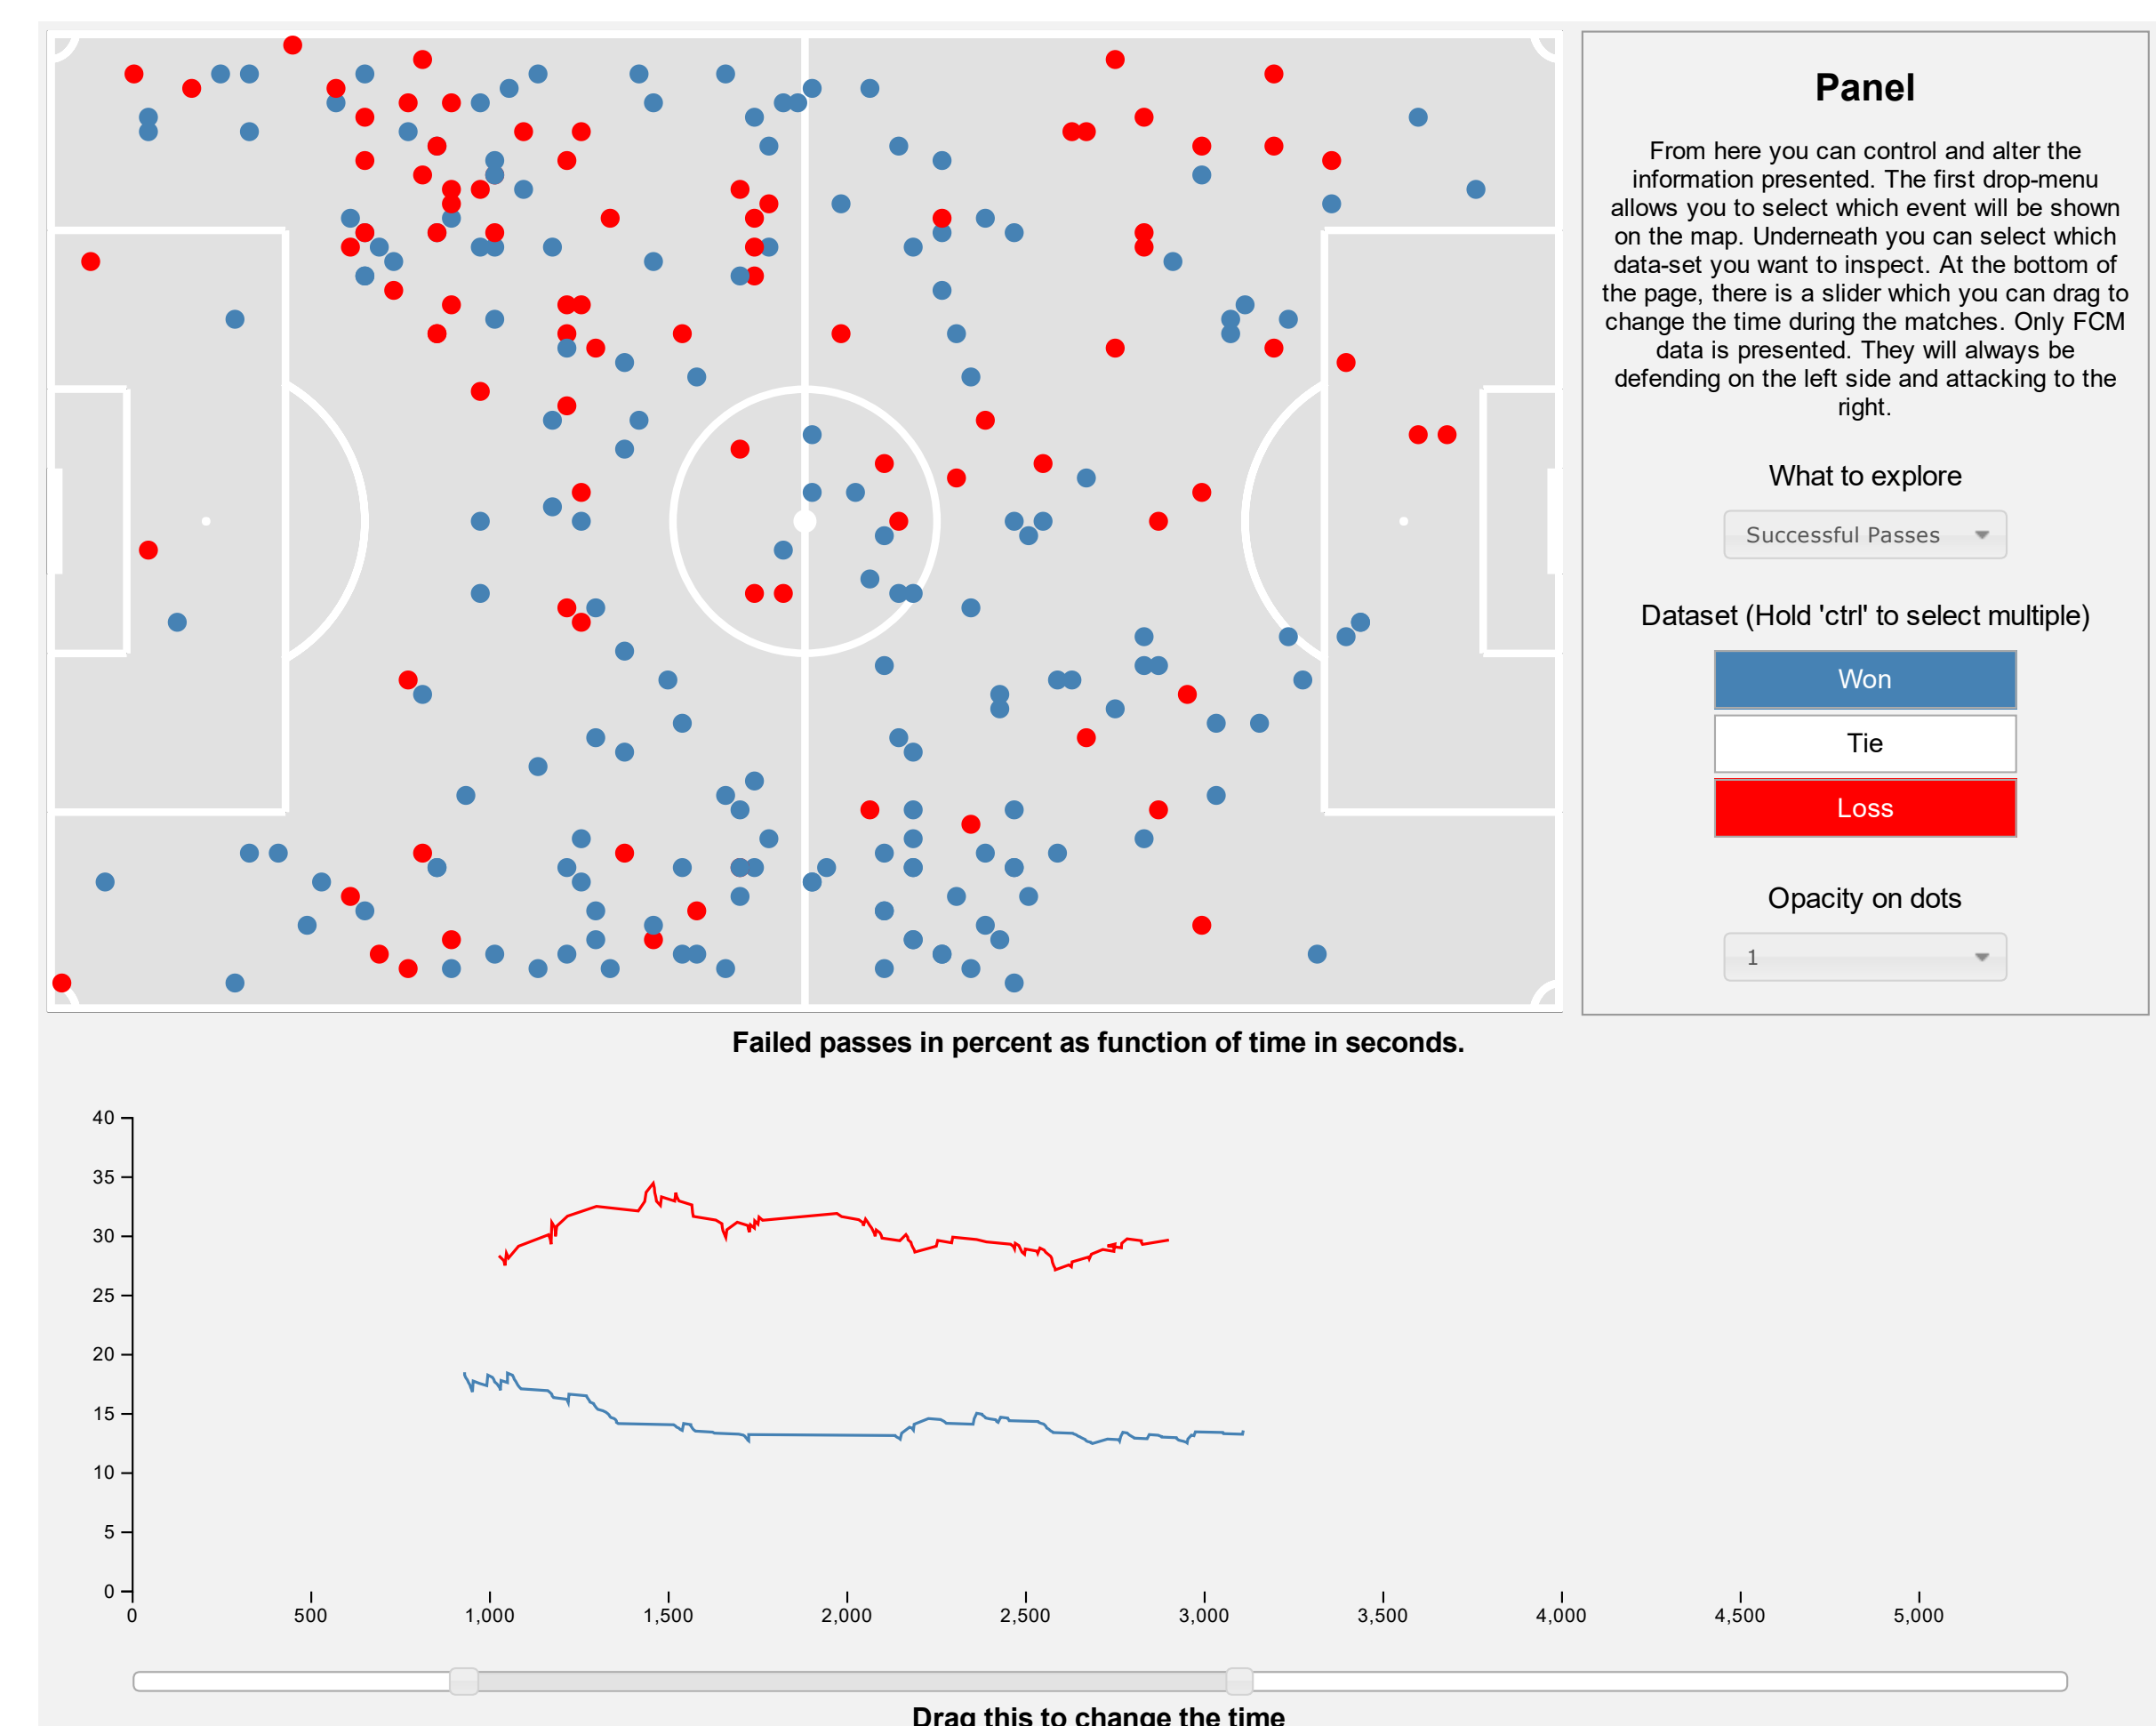 Panel
From here you can control and alter the
information presented. The first drop-menu
allows you to select which event will be shown
on the map. Underneath you can select which
data-set you want to inspect. At the bottom of
the page, there is a slider which you can drag to
change the time during the matches. Only FCM
data is presented. They will always be
defending on the left side and attacking to the
right.
What to explore
Successful Passes
Dataset (Hold 'ctrl' to select multiple)
Won
Tie
Loss
Opacity on dots
1
Failed passes in percent as function of time in seconds.
40
35
30
25
20
15
10
5
0
0 500 1,000 1,500 2,000 2,500 3,000 3,500 4,000 4,500 5,000
Drag this to change the time